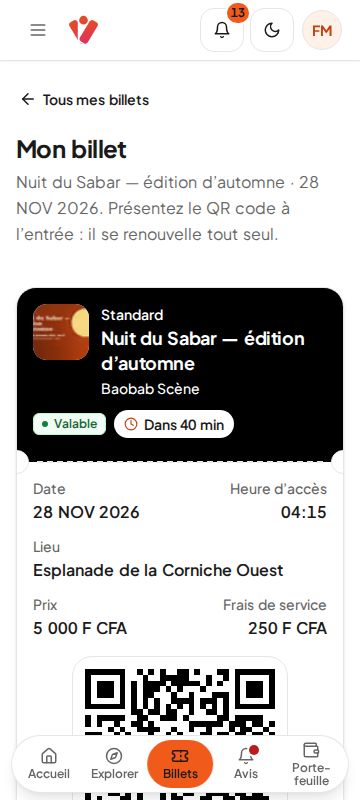 13
FM
Tous mes billets
Mon billet
Nuit du Sabar — édition d’automne · 28
NOV 2026. Présentez le QR code à
l’entrée : il se renouvelle tout seul.
Standard
Nuit du Sabar — édition
d’automne
Baobab Scène
Valable
Dans 40 min
Date
Heure d’accès
28 NOV 2026
04:15
Lieu
Esplanade de la Corniche Ouest
Prix
Frais de service
5 000 F CFA
250 F CFA
Accueil
Explorer
Billets
Avis
Porte-
feuille